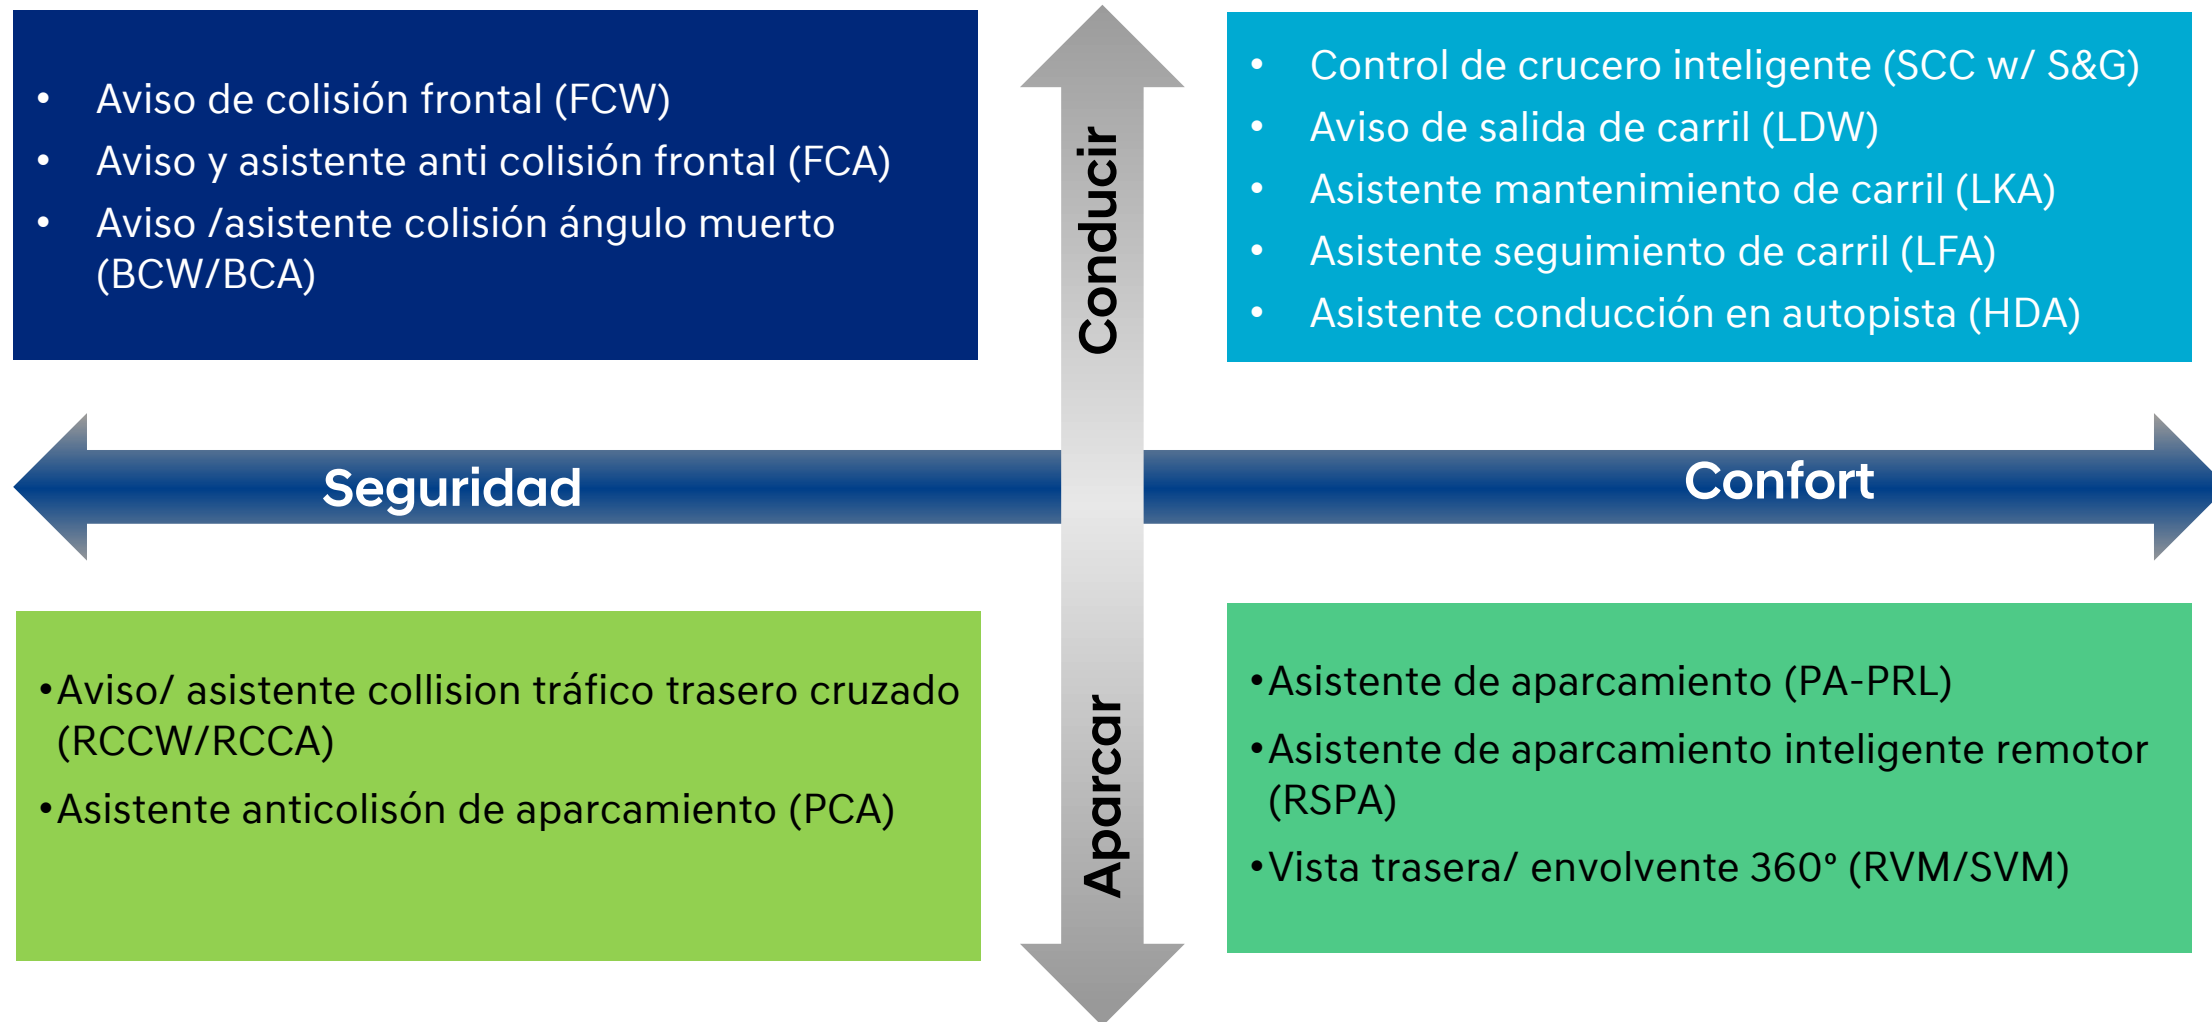 • Aviso de colisión frontal (FCW)
• Aviso y asistente anti colisión frontal (FCA)
• Aviso /asistente colisión ángulo muerto
(BCW/BCA)
Conducir
• Control de crucero inteligente (SCC w/ S&G)
• Aviso de salida de carril (LDW)
• Asistente mantenimiento de carril (LKA)
• Asistente seguimiento de carril (LFA)
• Asistente conducción en autopista (HDA)
Seguridad
Confort
•Aviso/ asistente collision tráfico trasero cruzado
(RCCW/RCCA)
•Asistente anticolisón de aparcamiento (PCA)
Aparcar
•Asistente de aparcamiento (PA-PRL)
•Asistente de aparcamiento inteligente remotor
(RSPA)
•Vista trasera/ envolvente 360º (RVM/SVM)